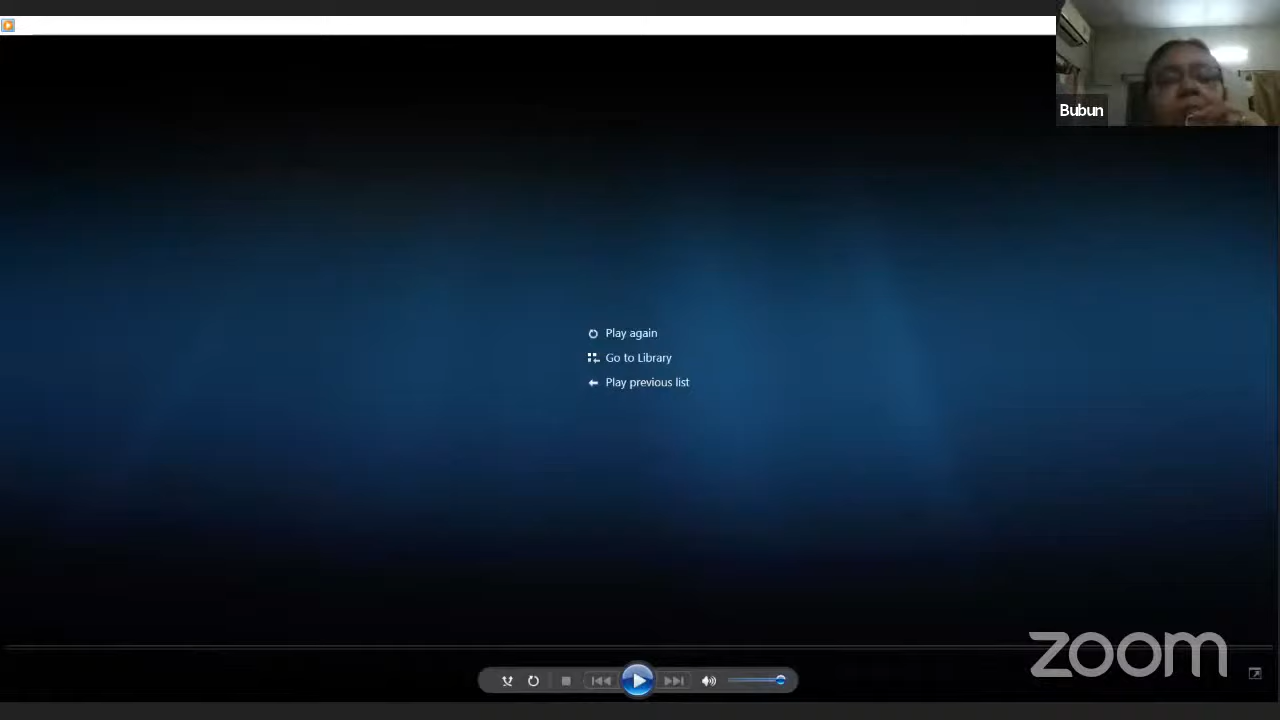 Bubun
Play again
Go to Library
Play previous list
zoom